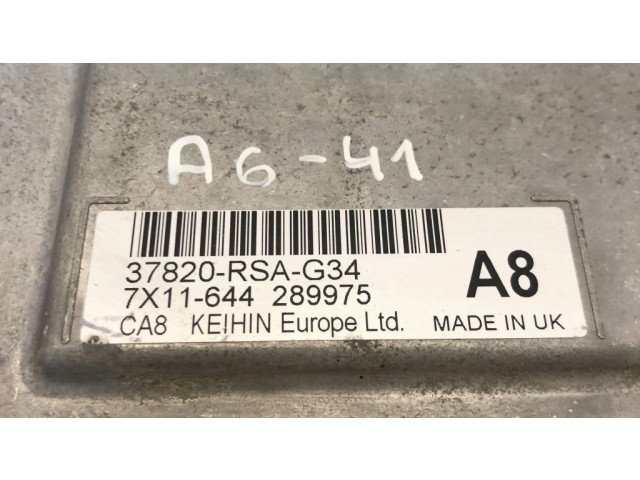 A6-41
37820-RSA-G34
7X11-644 289975
A8
CA8 KEIHIN Europe Ltd. MADE IN UK